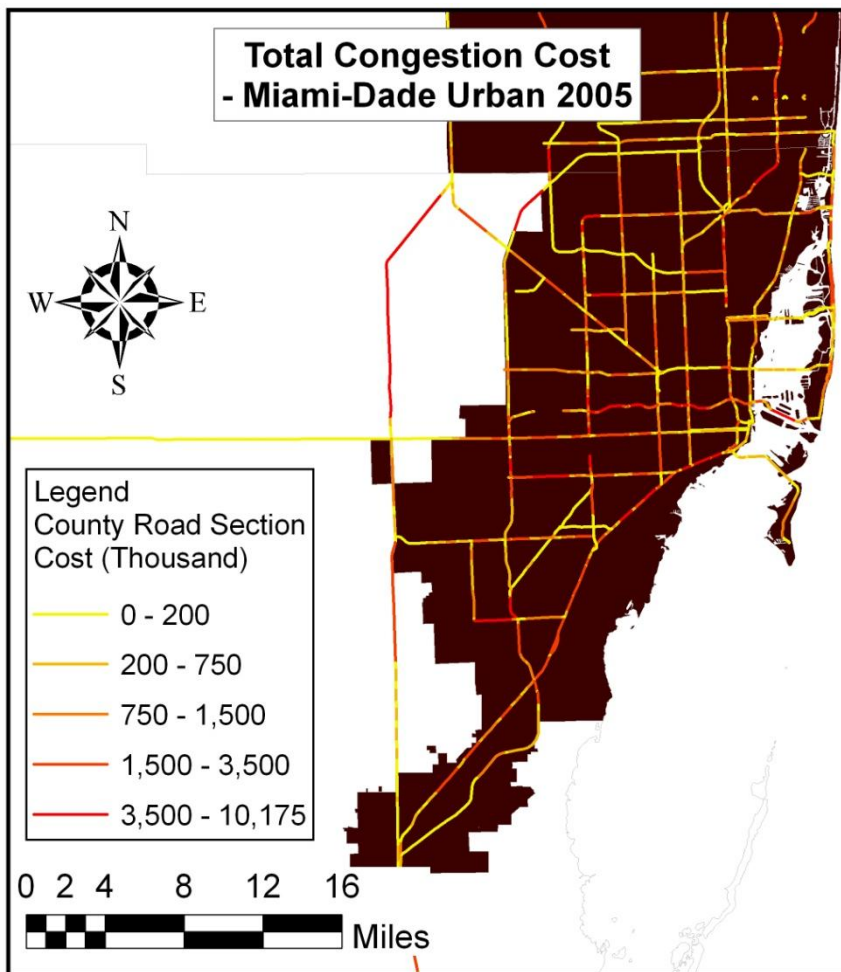 Total Congestion Cost
- Miami-Dade Urban 2005
N
W
E
S
Legend
County Road Section
Cost (Thousand)
0 - 200
200 - 750
750 - 1,500
1,500 - 3,500
3,500 - 10,175
0 2 4 8 12 16
Miles